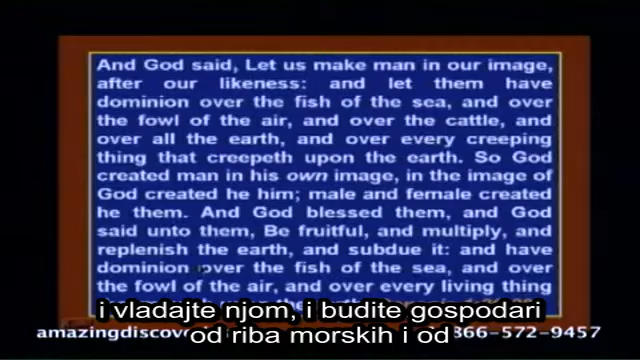 And God said, Let us make man in our image,
after our likeness: and let them have
dominion over the fish of the sea, and over
the fowl of the air, and over the cattle, and
over all the earth, and over every creeping
thing that creepeth upon the earth. So God
created man in his own image, in the image of
God created he him; male and female created
he them. And God blessed them, and God
said unto them, Be fruitful, and multiply, and
replenish the earth, and subdue it: and have
dominion over the fish of the sea, and over
the fowl of the air, and over every living thing
i vladajte njom, i budite gospodari
od riba morskih i od
amazingdiscove 866-572-9457